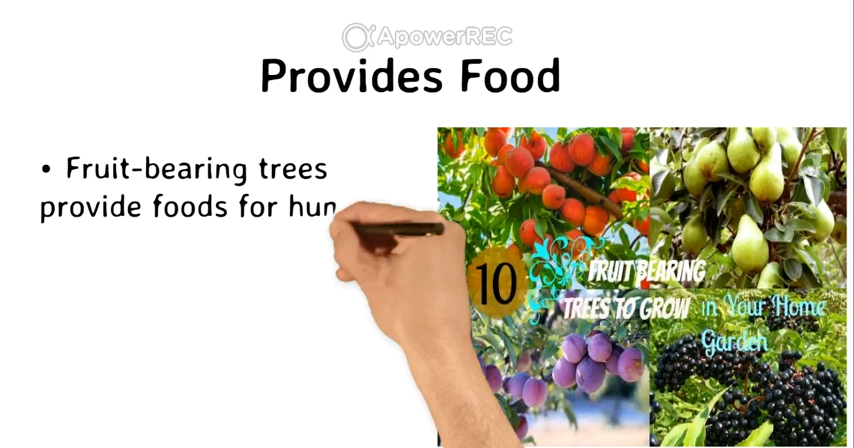 ApowerREC
Provides Food
• Fruit-bearing trees
provide foods for hun
10
FRUIT BEARING
TREES TO GROW in Your Home
Garden